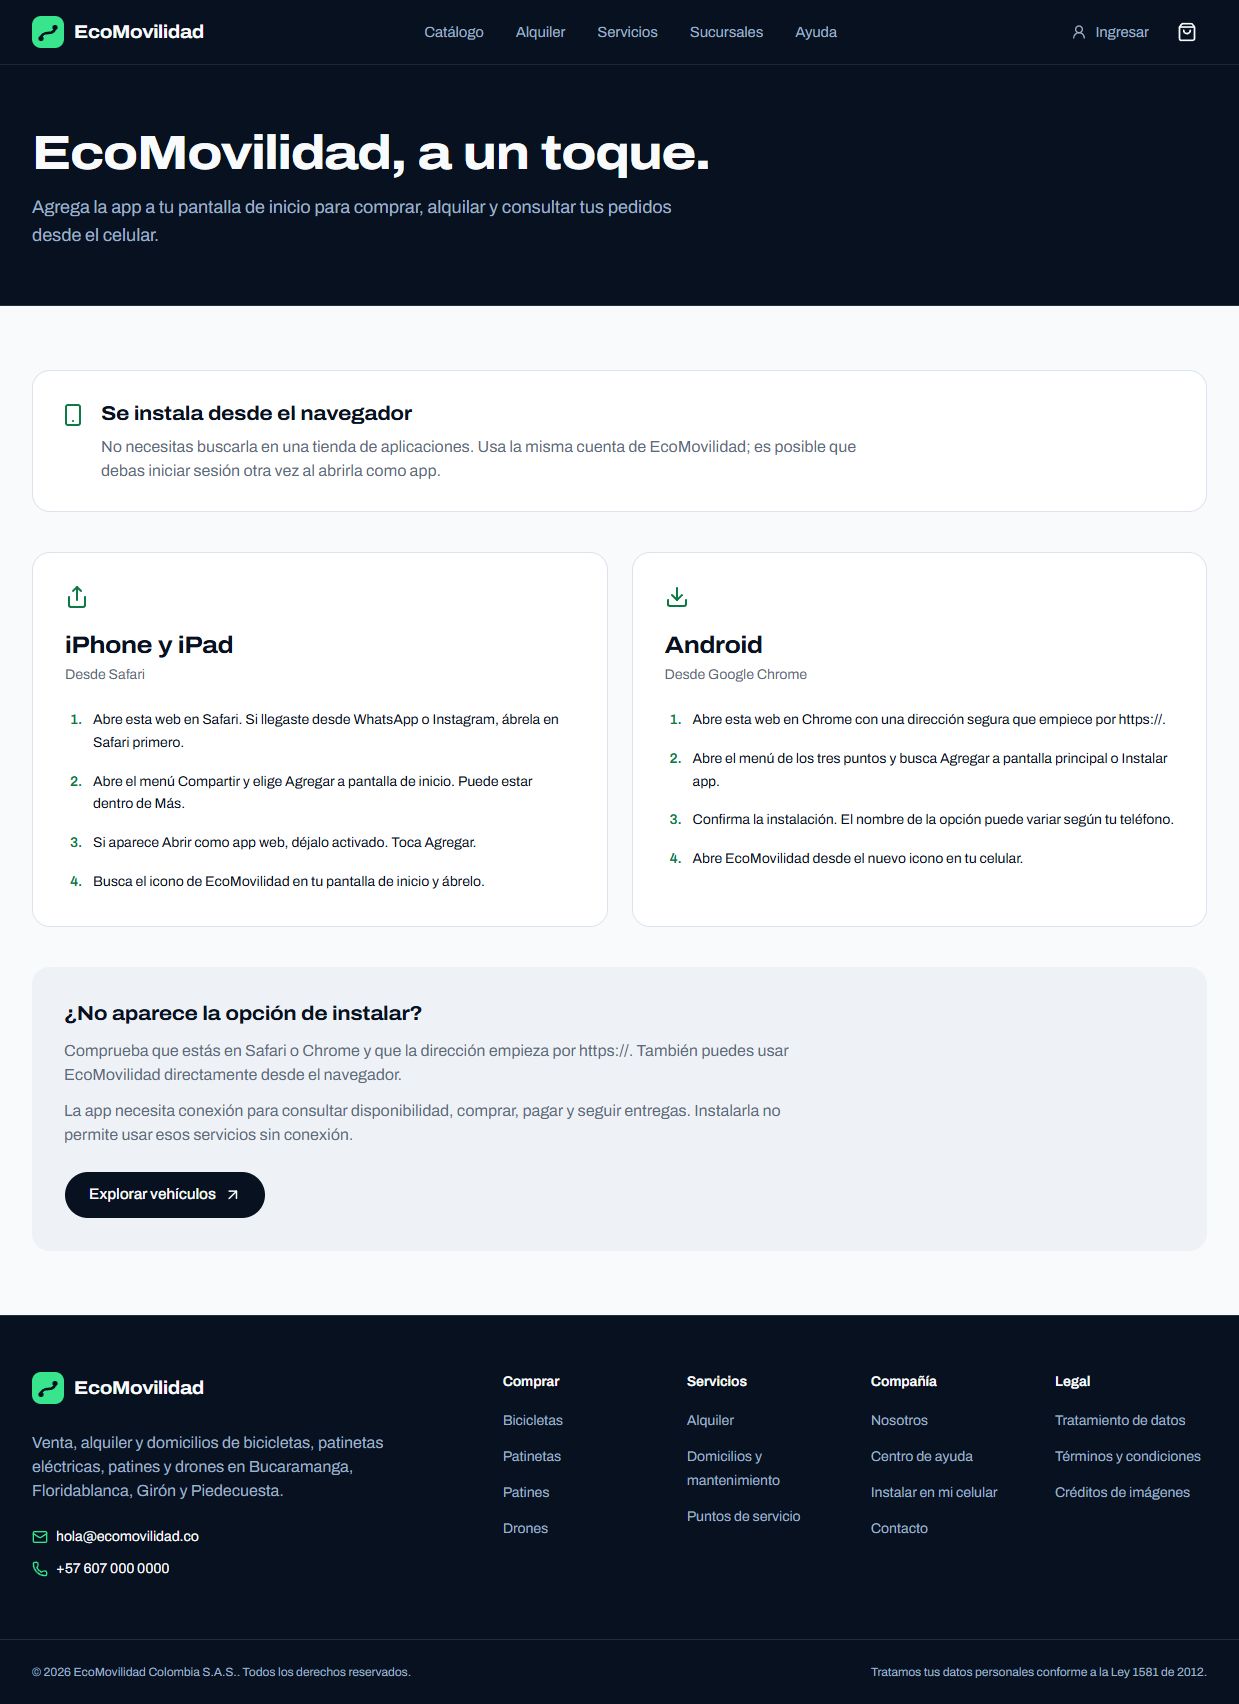 EcoMovilidad
Catálogo
Alquiler
Servicios
Sucursales
Ayuda
Ingresar
EcoMovilidad, a un toque.
Agrega la app a tu pantalla de inicio para comprar, alquilar y consultar tus pedidos
desde el celular.
Se instala desde el navegador
No necesitas buscarla en una tienda de aplicaciones. Usa la misma cuenta de EcoMovilidad; es posible que
debas iniciar sesión otra vez al abrirla como app.
iPhone y iPad
Desde Safari
1. Abre esta web en Safari. Si llegaste desde WhatsApp o Instagram, ábrela en
Safari primero.
2. Abre el menú Compartir y elige Agregar a pantalla de inicio. Puede estar
dentro de Más.
3. Si aparece Abrir como app web, déjalo activado. Toca Agregar.
4. Busca el icono de EcoMovilidad en tu pantalla de inicio y ábrelo.
Android
Desde Google Chrome
1. Abre esta web en Chrome con una dirección segura que empiece por https://.
2. Abre el menú de los tres puntos y busca Agregar a pantalla principal o Instalar
app.
3. Confirma la instalación. El nombre de la opción puede variar según tu teléfono.
4. Abre EcoMovilidad desde el nuevo icono en tu celular.
¿No aparece la opción de instalar?
Comprueba que estás en Safari o Chrome y que la dirección empieza por https://. También puedes usar
EcoMovilidad directamente desde el navegador.
La app necesita conexión para consultar disponibilidad, comprar, pagar y seguir entregas. Instalarla no
permite usar esos servicios sin conexión.
Explorar vehículos
EcoMovilidad
Venta, alquiler y domicilios de bicicletas, patinetas
eléctricas, patines y drones en Bucaramanga,
Floridablanca, Girón y Piedecuesta.
hola@ecomovilidad.co
+57 607 000 0000
Comprar
Bicicletas
Patinetas
Patines
Drones
Servicios
Alquiler
Domicilios y
mantenimiento
Puntos de servicio
Compañía
Nosotros
Centro de ayuda
Instalar en mi celular
Contacto
Legal
Tratamiento de datos
Términos y condiciones
Créditos de imágenes
© 2026 EcoMovilidad Colombia S.A.S.. Todos los derechos reservados.
Tratamos tus datos personales conforme a la Ley 1581 de 2012.